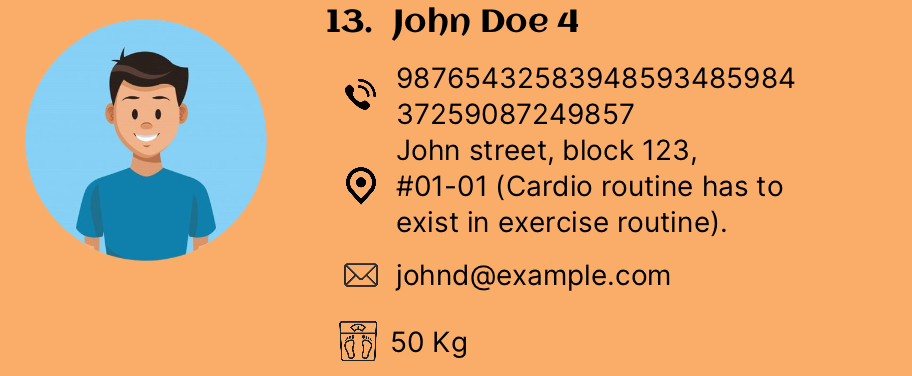 13. John Doe 4
98765432583948593485984
37259087249857
John street, block 123,
#01-01 (Cardio routine has to
exist in exercise routine).
johnd@example.com
50 Kg